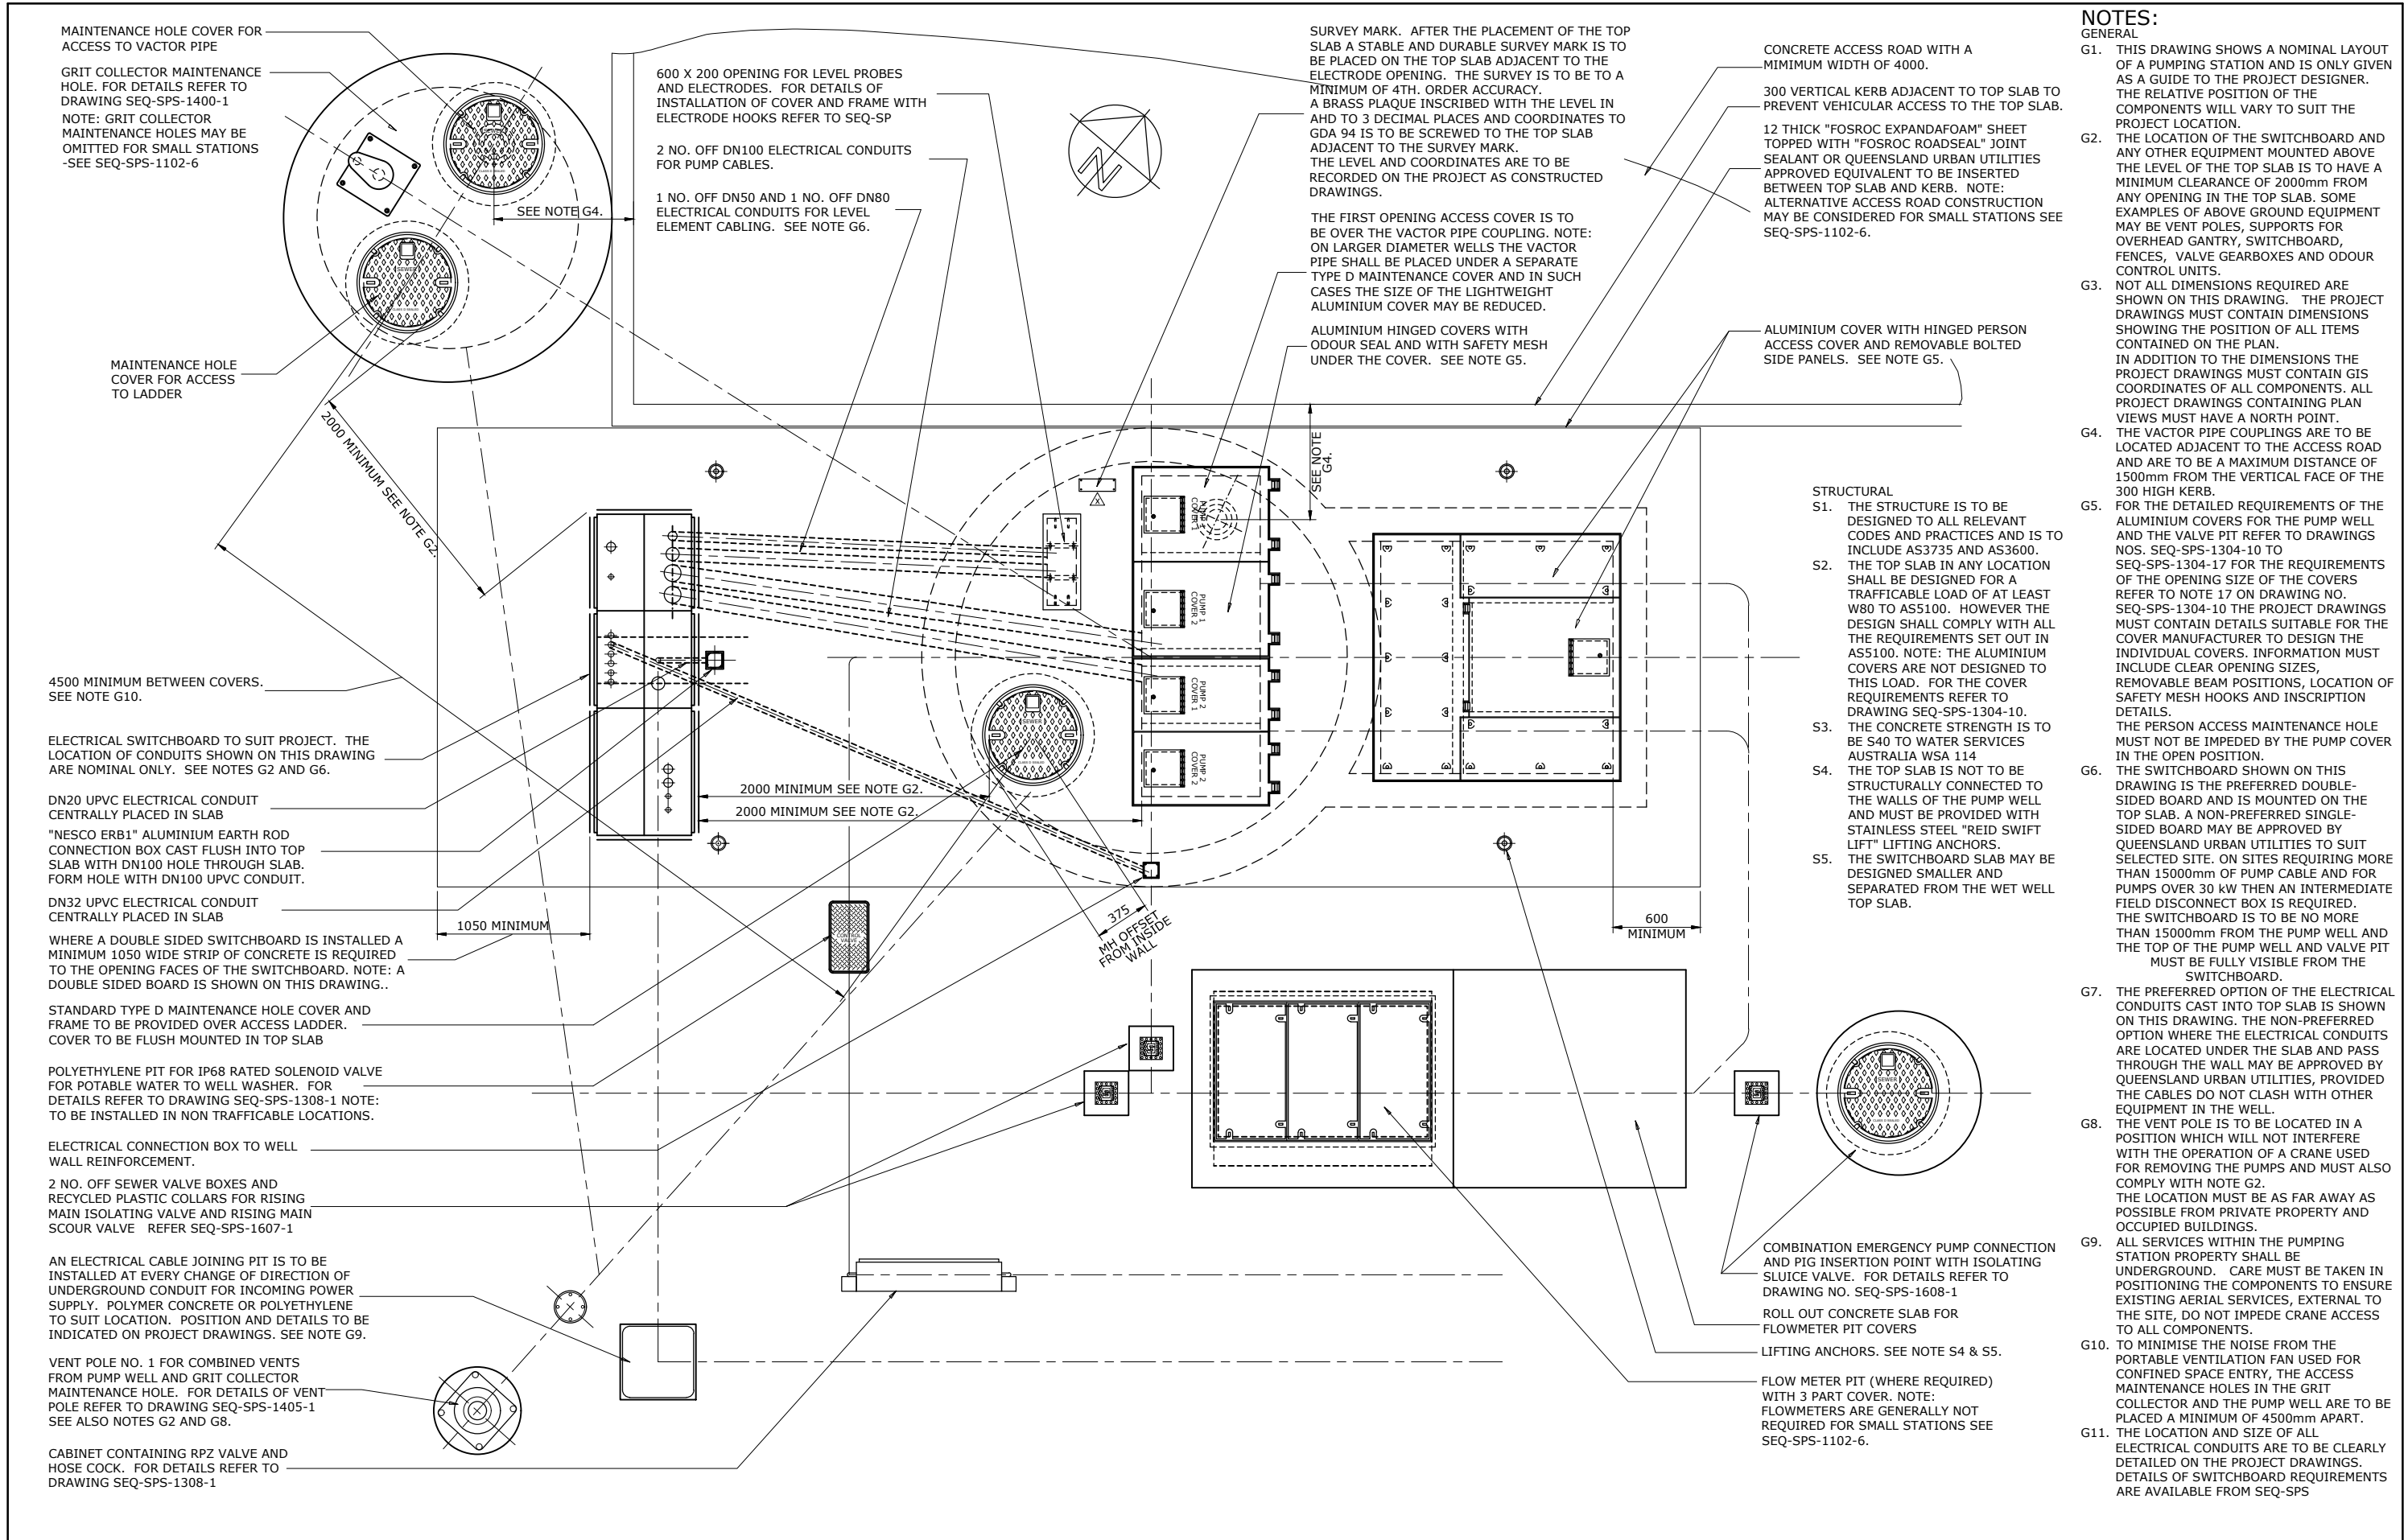 MAINTENANCE HOLE COVER FOR
ACCESS TO VACTOR PIPE
GRIT COLLECTOR MAINTENANCE
HOLE. FOR DETAILS REFER TO
DRAWING SEQ-SPS-1400-1
NOTE: GRIT COLLECTOR
MAINTENANCE HOLES MAY BE
OMITTED FOR SMALL STATIONS
-SEE SEQ-SPS-1102-6
MAINTENANCE HOLE
COVER FOR ACCESS
TO LADDER
SEWER
SEWER
SEE NOTE G4.
2000 MINIMUM SEE NOTE G2.
600 X 200 OPENING FOR LEVEL PROBES
AND ELECTRODES. FOR DETAILS OF
INSTALLATION OF COVER AND FRAME WITH
ELECTRODE HOOKS REFER TO SEQ-SP
2 NO. OFF DN100 ELECTRICAL CONDUITS
FOR PUMP CABLES.
1 NO. OFF DN50 AND 1 NO. OFF DN80
ELECTRICAL CONDUITS FOR LEVEL
ELEMENT CABLING. SEE NOTE G6.
N
SURVEY MARK. AFTER THE PLACEMENT OF THE TOP
SLAB A STABLE AND DURABLE SURVEY MARK IS TO
BE PLACED ON THE TOP SLAB ADJACENT TO THE
ELECTRODE OPENING. THE SURVEY IS TO BE TO A
MINIMUM OF 4TH. ORDER ACCURACY.
A BRASS PLAQUE INSCRIBED WITH THE LEVEL IN
AHD TO 3 DECIMAL PLACES AND COORDINATES TO
GDA 94 IS TO BE SCREWED TO THE TOP SLAB
ADJACENT TO THE SURVEY MARK.
THE LEVEL AND COORDINATES ARE TO BE
RECORDED ON THE PROJECT AS CONSTRUCTED
DRAWINGS.
THE FIRST OPENING ACCESS COVER IS TO
BE OVER THE VACTOR PIPE COUPLING. NOTE:
ON LARGER DIAMETER WELLS THE VACTOR
PIPE SHALL BE PLACED UNDER A SEPARATE
TYPE D MAINTENANCE COVER AND IN SUCH
CASES THE SIZE OF THE LIGHTWEIGHT
ALUMINIUM COVER MAY BE REDUCED.
ALUMINIUM HINGED COVERS WITH
ODOUR SEAL AND WITH SAFETY MESH
UNDER THE COVER. SEE NOTE G5.
CONCRETE ACCESS ROAD WITH A
MIMIMUM WIDTH OF 4000.
300 VERTICAL KERB ADJACENT TO TOP SLAB TO
PREVENT VEHICULAR ACCESS TO THE TOP SLAB.
12 THICK "FOSROC EXPANDAFOAM" SHEET
TOPPED WITH "FOSROC ROADSEAL" JOINT
SEALANT OR QUEENSLAND URBAN UTILITIES
APPROVED EQUIVALENT TO BE INSERTED
BETWEEN TOP SLAB AND KERB. NOTE:
ALTERNATIVE ACCESS ROAD CONSTRUCTION
MAY BE CONSIDERED FOR SMALL STATIONS SEE
SEQ-SPS-1102-6.
ALUMINIUM COVER WITH HINGED PERSON
ACCESS COVER AND REMOVABLE BOLTED
SIDE PANELS. SEE NOTE G5.
SEE NOTE
G4.
PUMP 1
COVER 1
PUMP 1
COVER 2
PUMP 2
COVER 1
PUMP 2
COVER 2
SEWER
X
2000 MINIMUM SEE NOTE G2.
2000 MINIMUM SEE NOTE G2.
1050 MINIMUM
CONTROL
VALVE
375
MH OFFSET
FROM INSIDE
WALL
600
MINIMUM
4500 MINIMUM BETWEEN COVERS.
SEE NOTE G10.
ELECTRICAL SWITCHBOARD TO SUIT PROJECT. THE
LOCATION OF CONDUITS SHOWN ON THIS DRAWING
ARE NOMINAL ONLY. SEE NOTES G2 AND G6.
DN20 UPVC ELECTRICAL CONDUIT
CENTRALLY PLACED IN SLAB
"NESCO ERB1" ALUMINIUM EARTH ROD
CONNECTION BOX CAST FLUSH INTO TOP
SLAB WITH DN100 HOLE THROUGH SLAB.
FORM HOLE WITH DN100 UPVC CONDUIT.
DN32 UPVC ELECTRICAL CONDUIT
CENTRALLY PLACED IN SLAB
WHERE A DOUBLE SIDED SWITCHBOARD IS INSTALLED A
MINIMUM 1050 WIDE STRIP OF CONCRETE IS REQUIRED
TO THE OPENING FACES OF THE SWITCHBOARD. NOTE: A
DOUBLE SIDED BOARD IS SHOWN ON THIS DRAWING..
STANDARD TYPE D MAINTENANCE HOLE COVER AND
FRAME TO BE PROVIDED OVER ACCESS LADDER.
COVER TO BE FLUSH MOUNTED IN TOP SLAB
POLYETHYLENE PIT FOR IP68 RATED SOLENOID VALVE
FOR POTABLE WATER TO WELL WASHER. FOR
DETAILS REFER TO DRAWING SEQ-SPS-1308-1 NOTE:
TO BE INSTALLED IN NON TRAFFICABLE LOCATIONS.
ELECTRICAL CONNECTION BOX TO WELL
WALL REINFORCEMENT.
2 NO. OFF SEWER VALVE BOXES AND
RECYCLED PLASTIC COLLARS FOR RISING
MAIN ISOLATING VALVE AND RISING MAIN
SCOUR VALVE REFER SEQ-SPS-1607-1
AN ELECTRICAL CABLE JOINING PIT IS TO BE
INSTALLED AT EVERY CHANGE OF DIRECTION OF
UNDERGROUND CONDUIT FOR INCOMING POWER
SUPPLY. POLYMER CONCRETE OR POLYETHYLENE
TO SUIT LOCATION. POSITION AND DETAILS TO BE
INDICATED ON PROJECT DRAWINGS. SEE NOTE G9.
VENT POLE NO. 1 FOR COMBINED VENTS
FROM PUMP WELL AND GRIT COLLECTOR
MAINTENANCE HOLE. FOR DETAILS OF VENT
POLE REFER TO DRAWING SEQ-SPS-1405-1
SEE ALSO NOTES G2 AND G8.
CABINET CONTAINING RPZ VALVE AND
HOSE COCK. FOR DETAILS REFER TO
DRAWING SEQ-SPS-1308-1
SEWER
COMBINATION EMERGENCY PUMP CONNECTION
AND PIG INSERTION POINT WITH ISOLATING
SLUICE VALVE. FOR DETAILS REFER TO
DRAWING NO. SEQ-SPS-1608-1
ROLL OUT CONCRETE SLAB FOR
FLOWMETER PIT COVERS
LIFTING ANCHORS. SEE NOTE S4 & S5.
FLOW METER PIT (WHERE REQUIRED)
WITH 3 PART COVER. NOTE:
FLOWMETERS ARE GENERALLY NOT
REQUIRED FOR SMALL STATIONS SEE
SEQ-SPS-1102-6.
STRUCTURAL
S1. THE STRUCTURE IS TO BE
DESIGNED TO ALL RELEVANT
CODES AND PRACTICES AND IS TO
INCLUDE AS3735 AND AS3600.
S2. THE TOP SLAB IN ANY LOCATION
SHALL BE DESIGNED FOR A
TRAFFICABLE LOAD OF AT LEAST
W80 TO AS5100. HOWEVER THE
DESIGN SHALL COMPLY WITH ALL
THE REQUIREMENTS SET OUT IN
AS5100. NOTE: THE ALUMINIUM
COVERS ARE NOT DESIGNED TO
THIS LOAD. FOR THE COVER
REQUIREMENTS REFER TO
DRAWING SEQ-SPS-1304-10.
S3. THE CONCRETE STRENGTH IS TO
BE S40 TO WATER SERVICES
AUSTRALIA WSA 114
S4. THE TOP SLAB IS NOT TO BE
STRUCTURALLY CONNECTED TO
THE WALLS OF THE PUMP WELL
AND MUST BE PROVIDED WITH
STAINLESS STEEL "REID SWIFT
LIFT" LIFTING ANCHORS.
S5. THE SWITCHBOARD SLAB MAY BE
DESIGNED SMALLER AND
SEPARATED FROM THE WET WELL
TOP SLAB.
NOTES:
GENERAL
G1. THIS DRAWING SHOWS A NOMINAL LAYOUT
OF A PUMPING STATION AND IS ONLY GIVEN
AS A GUIDE TO THE PROJECT DESIGNER.
THE RELATIVE POSITION OF THE
COMPONENTS WILL VARY TO SUIT THE
PROJECT LOCATION.
G2. THE LOCATION OF THE SWITCHBOARD AND
ANY OTHER EQUIPMENT MOUNTED ABOVE
THE LEVEL OF THE TOP SLAB IS TO HAVE A
MINIMUM CLEARANCE OF 2000mm FROM
ANY OPENING IN THE TOP SLAB. SOME
EXAMPLES OF ABOVE GROUND EQUIPMENT
MAY BE VENT POLES, SUPPORTS FOR
OVERHEAD GANTRY, SWITCHBOARD,
FENCES, VALVE GEARBOXES AND ODOUR
CONTROL UNITS.
G3. NOT ALL DIMENSIONS REQUIRED ARE
SHOWN ON THIS DRAWING. THE PROJECT
DRAWINGS MUST CONTAIN DIMENSIONS
SHOWING THE POSITION OF ALL ITEMS
CONTAINED ON THE PLAN.
IN ADDITION TO THE DIMENSIONS THE
PROJECT DRAWINGS MUST CONTAIN GIS
COORDINATES OF ALL COMPONENTS. ALL
PROJECT DRAWINGS CONTAINING PLAN
VIEWS MUST HAVE A NORTH POINT.
G4. THE VACTOR PIPE COUPLINGS ARE TO BE
LOCATED ADJACENT TO THE ACCESS ROAD
AND ARE TO BE A MAXIMUM DISTANCE OF
1500mm FROM THE VERTICAL FACE OF THE
300 HIGH KERB.
G5. FOR THE DETAILED REQUIREMENTS OF THE
ALUMINIUM COVERS FOR THE PUMP WELL
AND THE VALVE PIT REFER TO DRAWINGS
NOS. SEQ-SPS-1304-10 TO
SEQ-SPS-1304-17 FOR THE REQUIREMENTS
OF THE OPENING SIZE OF THE COVERS
REFER TO NOTE 17 ON DRAWING NO.
SEQ-SPS-1304-10 THE PROJECT DRAWINGS
MUST CONTAIN DETAILS SUITABLE FOR THE
COVER MANUFACTURER TO DESIGN THE
INDIVIDUAL COVERS. INFORMATION MUST
INCLUDE CLEAR OPENING SIZES,
REMOVABLE BEAM POSITIONS, LOCATION OF
SAFETY MESH HOOKS AND INSCRIPTION
DETAILS.
THE PERSON ACCESS MAINTENANCE HOLE
MUST NOT BE IMPEDED BY THE PUMP COVER
IN THE OPEN POSITION.
G6. THE SWITCHBOARD SHOWN ON THIS
DRAWING IS THE PREFERRED DOUBLE-
SIDED BOARD AND IS MOUNTED ON THE
TOP SLAB. A NON-PREFERRED SINGLE-
SIDED BOARD MAY BE APPROVED BY
QUEENSLAND URBAN UTILITIES TO SUIT
SELECTED SITE. ON SITES REQUIRING MORE
THAN 15000mm OF PUMP CABLE AND FOR
PUMPS OVER 30 kW THEN AN INTERMEDIATE
FIELD DISCONNECT BOX IS REQUIRED.
THE SWITCHBOARD IS TO BE NO MORE
THAN 15000mm FROM THE PUMP WELL AND
THE TOP OF THE PUMP WELL AND VALVE PIT
MUST BE FULLY VISIBLE FROM THE
SWITCHBOARD.
G7. THE PREFERRED OPTION OF THE ELECTRICAL
CONDUITS CAST INTO TOP SLAB IS SHOWN
ON THIS DRAWING. THE NON-PREFERRED
OPTION WHERE THE ELECTRICAL CONDUITS
ARE LOCATED UNDER THE SLAB AND PASS
THROUGH THE WALL MAY BE APPROVED BY
QUEENSLAND URBAN UTILITIES, PROVIDED
THE CABLES DO NOT CLASH WITH OTHER
EQUIPMENT IN THE WELL.
G8. THE VENT POLE IS TO BE LOCATED IN A
POSITION WHICH WILL NOT INTERFERE
WITH THE OPERATION OF A CRANE USED
FOR REMOVING THE PUMPS AND MUST ALSO
COMPLY WITH NOTE G2.
THE LOCATION MUST BE AS FAR AWAY AS
POSSIBLE FROM PRIVATE PROPERTY AND
OCCUPIED BUILDINGS.
G9. ALL SERVICES WITHIN THE PUMPING
STATION PROPERTY SHALL BE
UNDERGROUND. CARE MUST BE TAKEN IN
POSITIONING THE COMPONENTS TO ENSURE
EXISTING AERIAL SERVICES, EXTERNAL TO
THE SITE, DO NOT IMPEDE CRANE ACCESS
TO ALL COMPONENTS.
G10. TO MINIMISE THE NOISE FROM THE
PORTABLE VENTILATION FAN USED FOR
CONFINED SPACE ENTRY, THE ACCESS
MAINTENANCE HOLES IN THE GRIT
COLLECTOR AND THE PUMP WELL ARE TO BE
PLACED A MINIMUM OF 4500mm APART.
G11. THE LOCATION AND SIZE OF ALL
ELECTRICAL CONDUITS ARE TO BE CLEARLY
DETAILED ON THE PROJECT DRAWINGS.
DETAILS OF SWITCHBOARD REQUIREMENTS
ARE AVAILABLE FROM SEQ-SPS